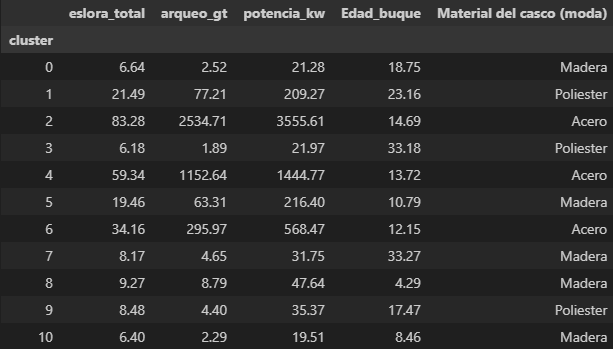 eslora_total arqueo_gt potencia_kw Edad_buque Material del casco (moda)
cluster
0 6.64 2.52 21.28 18.75 Madera
1 21.49 77.21 209.27 23.16 Poliester
2 83.28 2534.71 3555.61 14.69 Acero
3 6.18 1.89 21.97 33.18 Poliester
4 59.34 1152.64 1444.77 13.72 Acero
5 19.46 63.31 216.40 10.79 Madera
6 34.16 295.97 568.47 12.15 Acero
7 8.17 4.65 31.75 33.27 Madera
8 9.27 8.79 47.64 4.29 Madera
9 8.48 4.40 35.37 17.47 Poliester
10 6.40 2.29 19.51 8.46 Madera